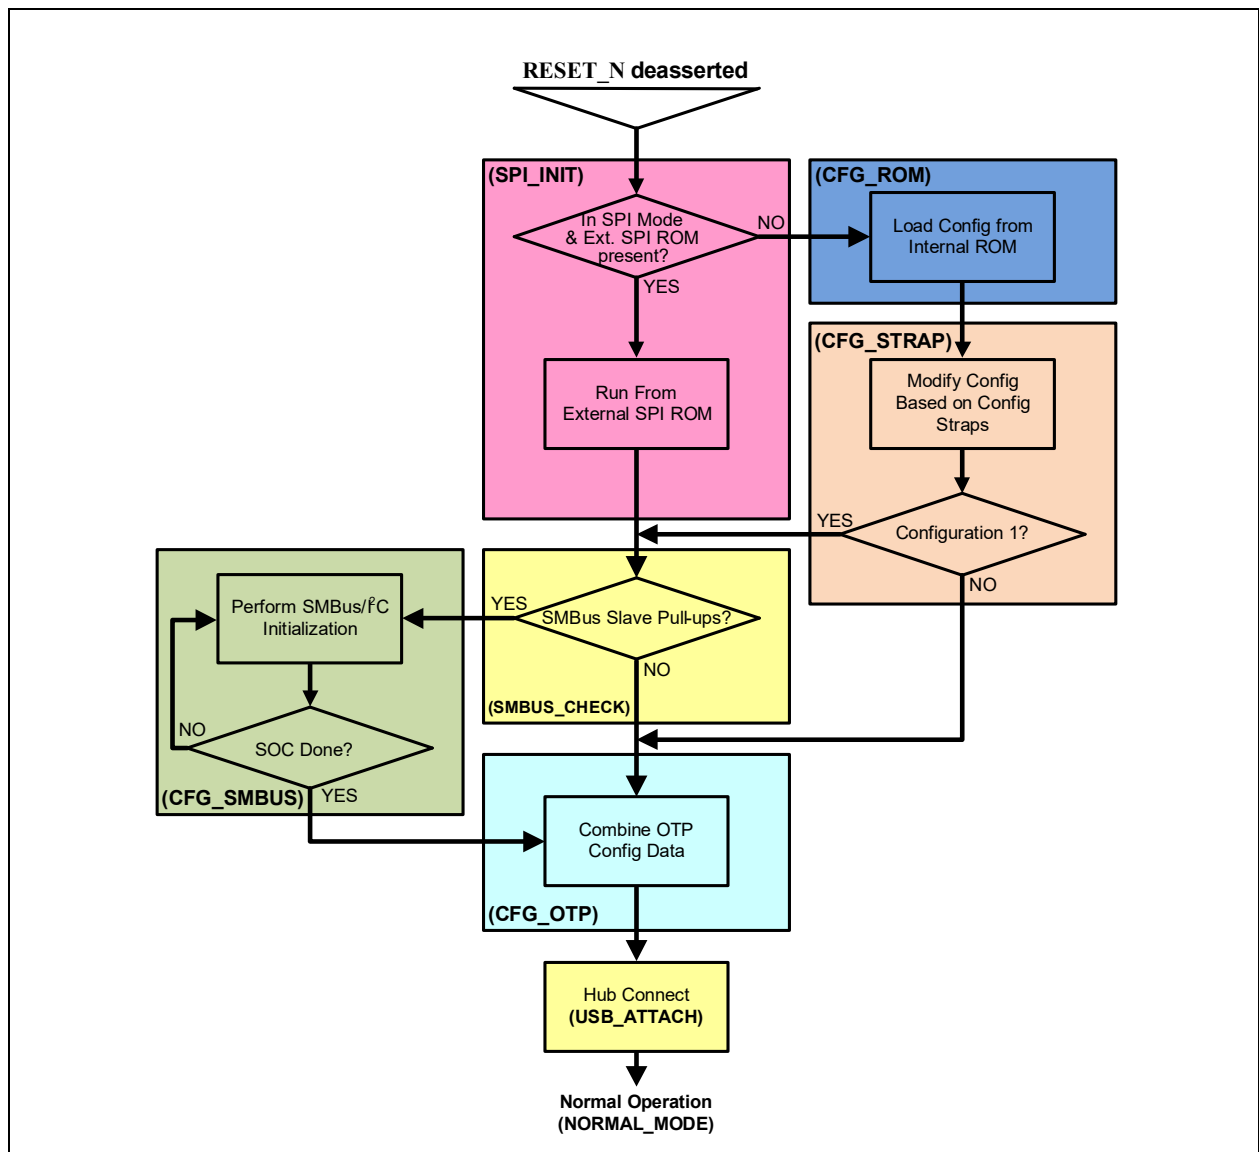 RESET_N deasserted
(SPI_INIT)
In SPI Mode
& Ext. SPI ROM
present?
NO
YES
Run From
External SPI ROM
(CFG_ROM)
Load Config from
Internal ROM
(CFG_STRAP)
Modify Config
Based on Config
Straps
Configuration 1?
YES
NO
SMBus Slave Pull-ups?
YES
NO
(SMBUS_CHECK)
Perform SMBus/I²C
Initialization
SOC Done?
NO
YES
(CFG_SMBUS)
Combine OTP
Config Data
(CFG_OTP)
Hub Connect
(USB_ATTACH)
Normal Operation
(NORMAL_MODE)